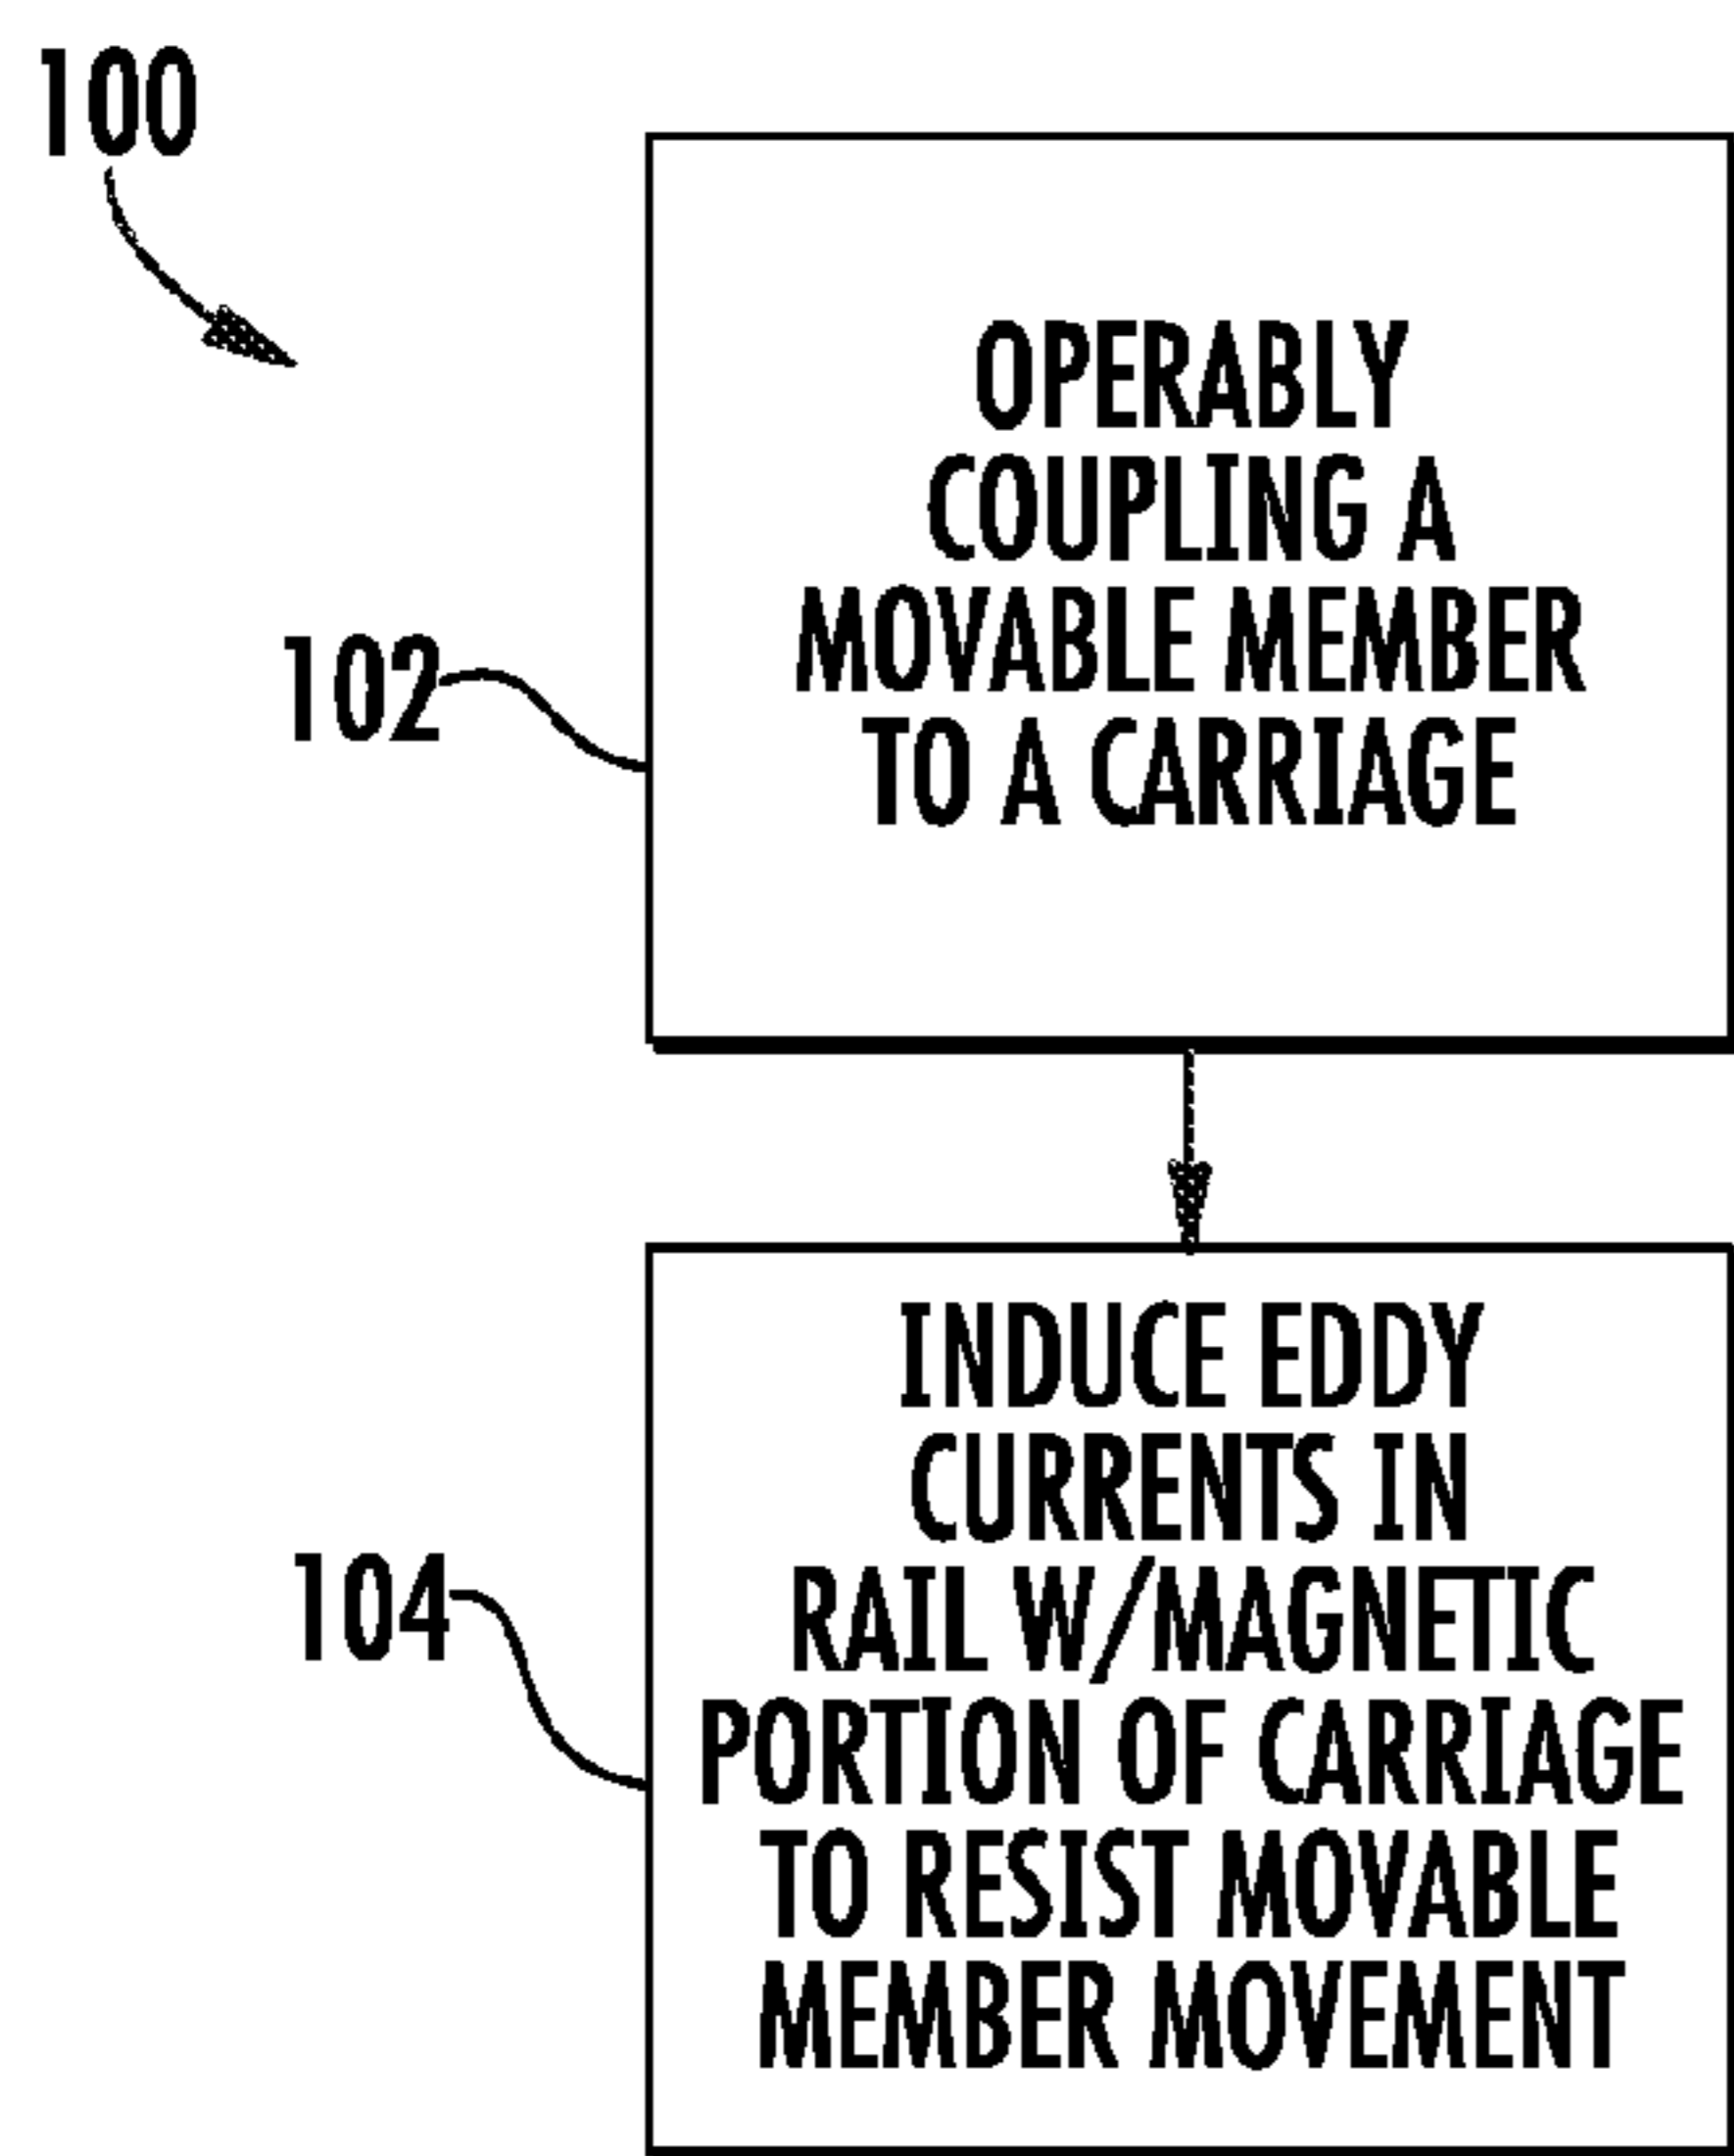 100
OPERABLY
COUPLING A
MOVABLE MEMBER
TO A CARRIAGE
102
INDUCE EDDY
CURRENTS IN
RAIL W/MAGNETIC
PORTION OF CARRIAGE
TO RESIST MOVABLE
MEMBER MOVEMENT
104